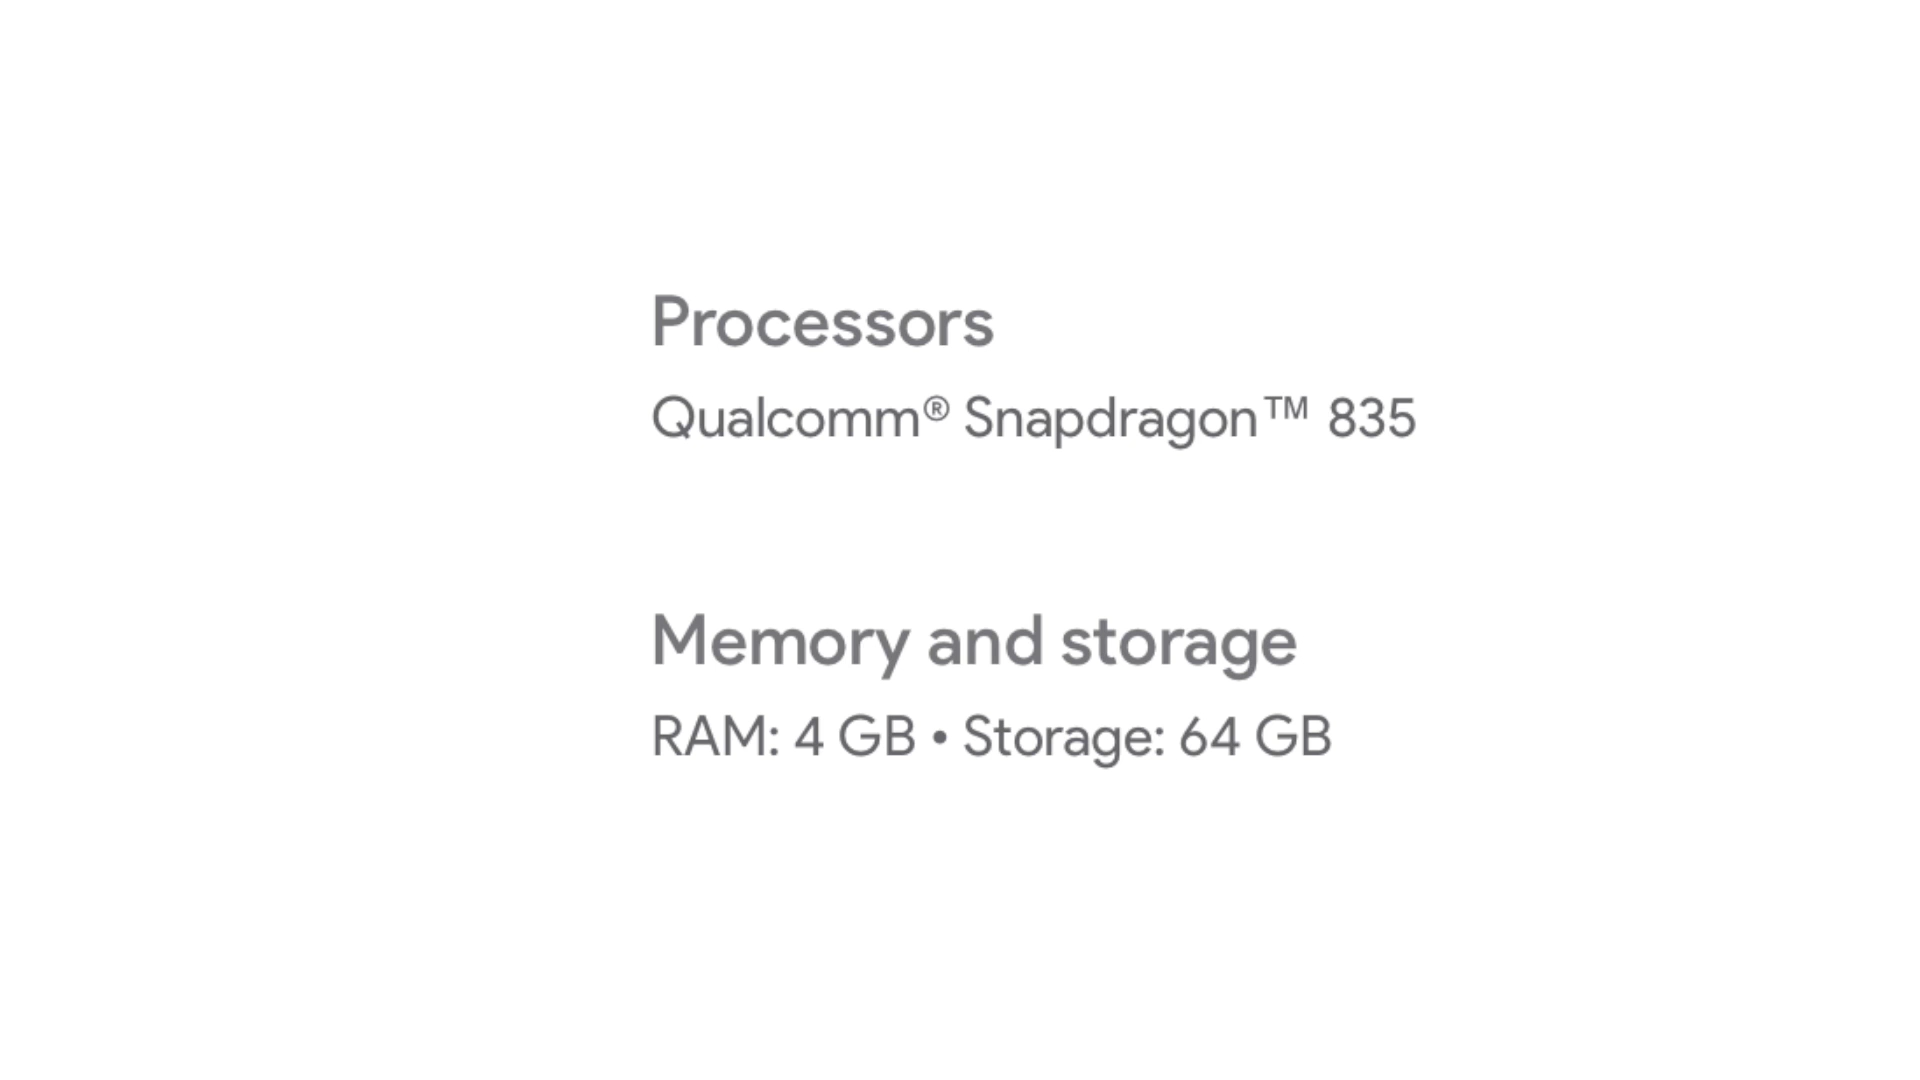 Processors
Qualcomm® Snapdragon™ 835
Memory and storage
RAM: 4 GB • Storage: 64 GB